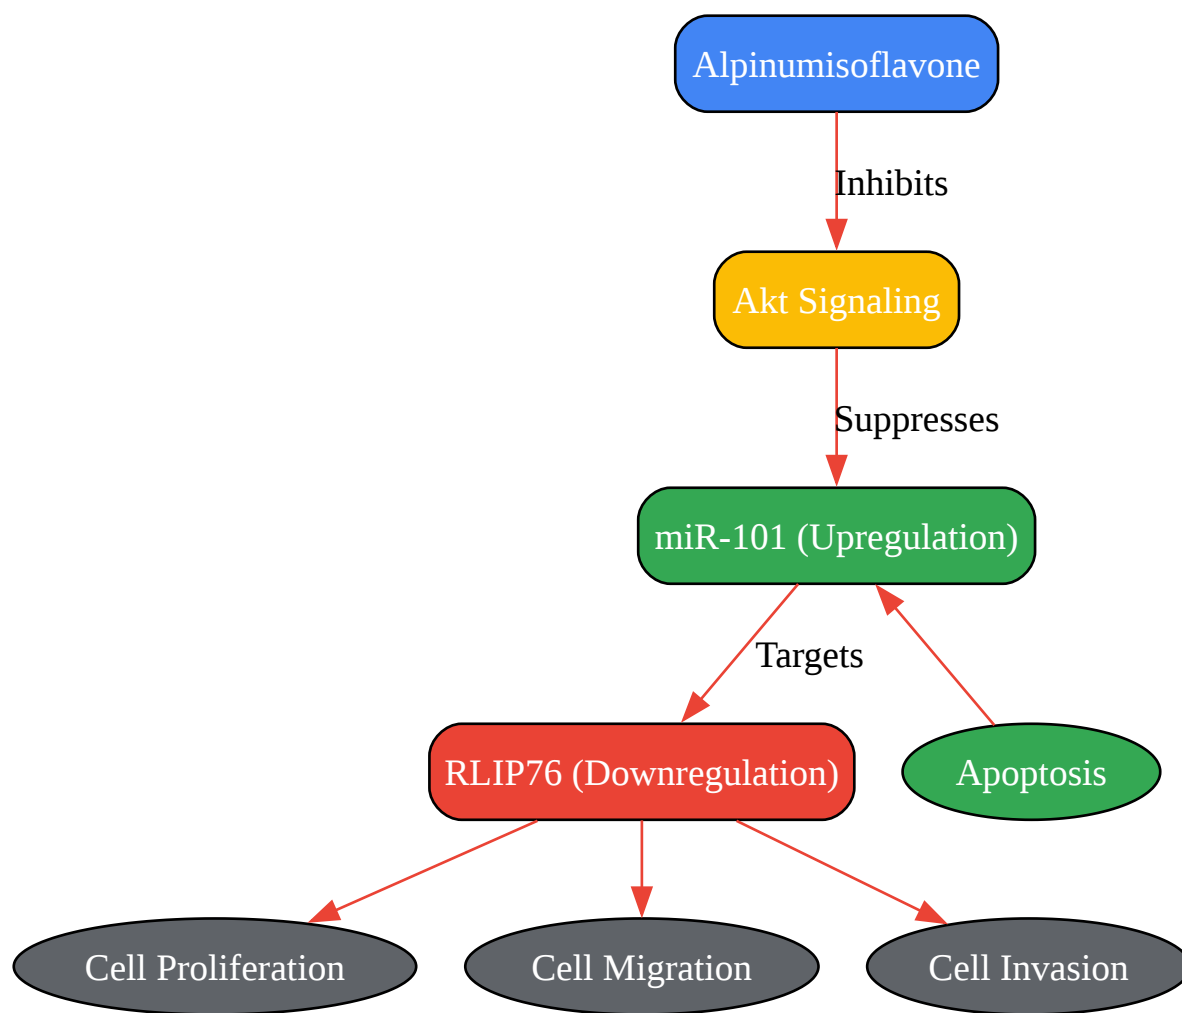 Alpinumisoflavone
Inhibits
Akt Signaling
Suppresses
miR-101 (Upregulation)
Targets
RLIP76 (Downregulation)
Apoptosis
Cell Proliferation
Cell Migration
Cell Invasion